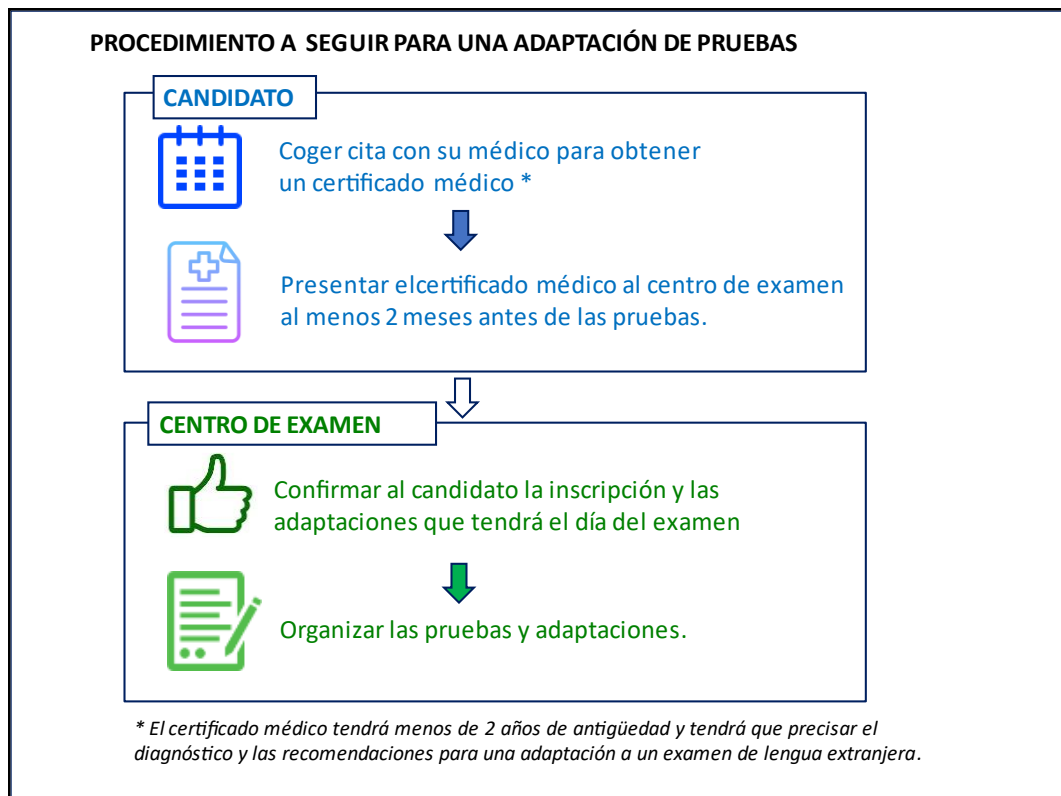 PROCEDIMIENTO A SEGUIR PARA UNA ADAPTACIÓN DE PRUEBAS
CANDIDATO
Coger cita con su médico para obtener
un certificado médico *
Presentar elcertificado médico al centro de examen
al menos 2 meses antes de las pruebas.
CENTRO DE EXAMEN
Confirmar al candidato la inscripción y las
adaptaciones que tendrá el día del examen
Organizar las pruebas y adaptaciones.
* El certificado médico tendrá menos de 2 años de antigüedad y tendrá que precisar el
diagnóstico y las recomendaciones para una adaptación a un examen de lengua extranjera.